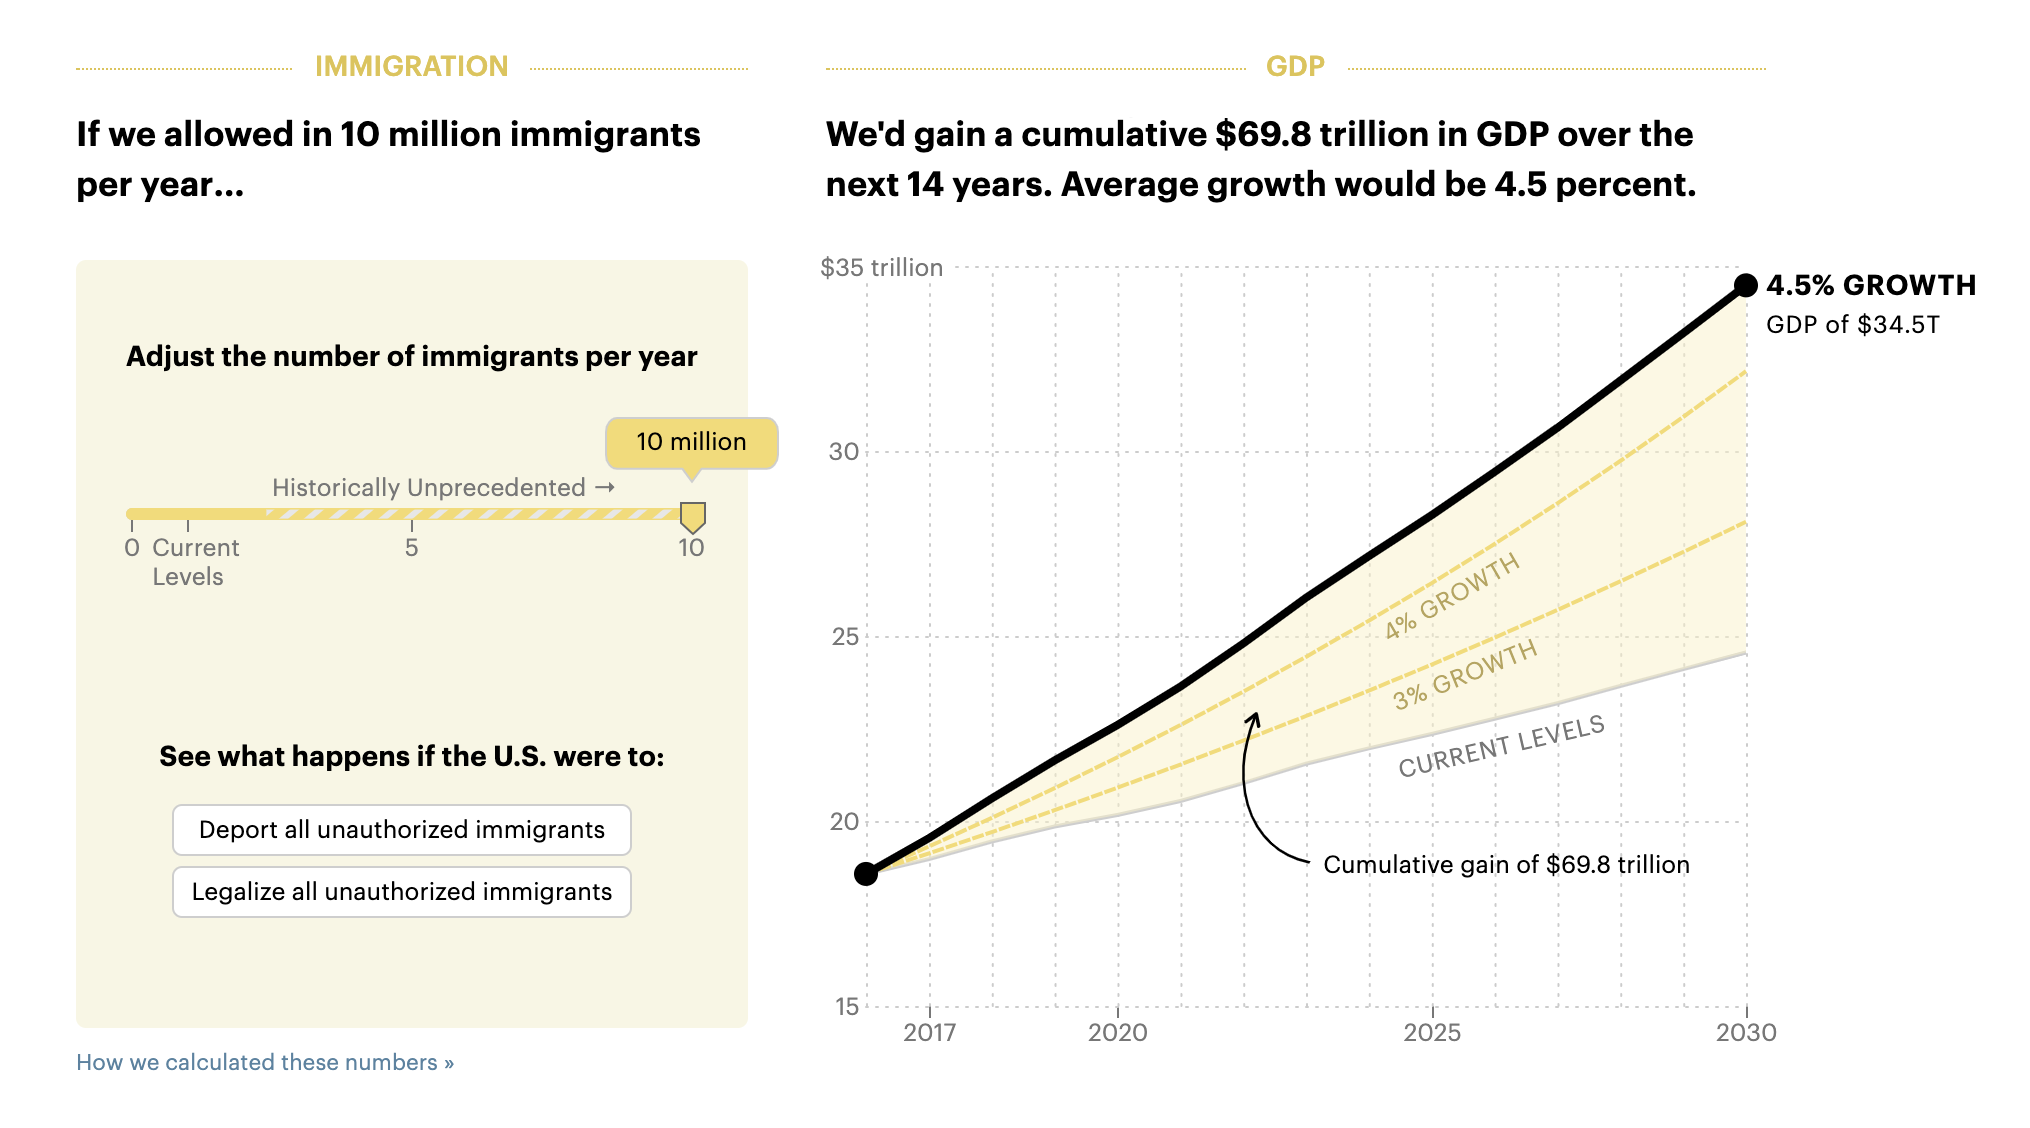 IMMIGRATION
If we allowed in 10 million immigrants
per year...
Adjust the number of immigrants per year
10 million
Historically Unprecedented →
0 Current 5 10
Levels
See what happens if the U.S. were to:
Deport all unauthorized immigrants
Legalize all unauthorized immigrants
How we calculated these numbers »
GDP
We'd gain a cumulative $69.8 trillion in GDP over the
next 14 years. Average growth would be 4.5 percent.
$35 trillion
4.5% GROWTH
GDP of $34.5T
30
4% GROWTH
25
3% GROWTH
CURRENT LEVELS
20
Cumulative gain of $69.8 trillion
15
2017 2020 2025 2030